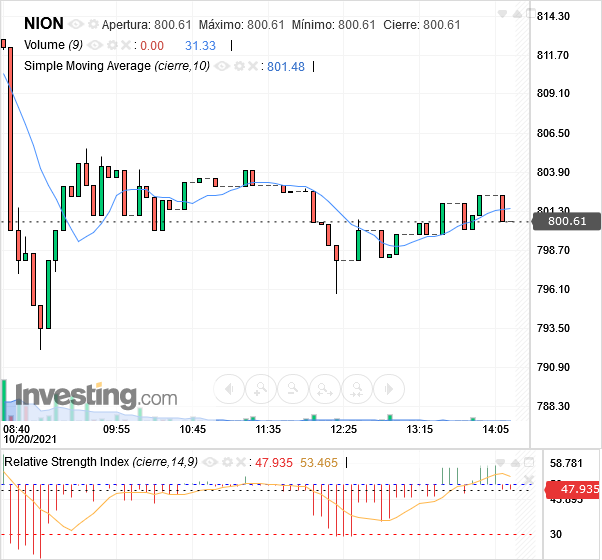 NION Apertura: 800.61 Máximo: 800.61 Mínimo: 800.61 Cierre: 800.61
Volume (9) : 0.00 31.33
Simple Moving Average (cierre,10) : 801.48
814.30
811.70
809.10
806.50
803.90
801.30
800.61
798.70
796.10
793.50
790.90
788.30
Investing.com
08:40 09:55 10:45 11:35 12:25 13:15 14:05
10/20/2021
Relative Strength Index (cierre,14,9) : 47.935 53.465
58.781
47.935
30